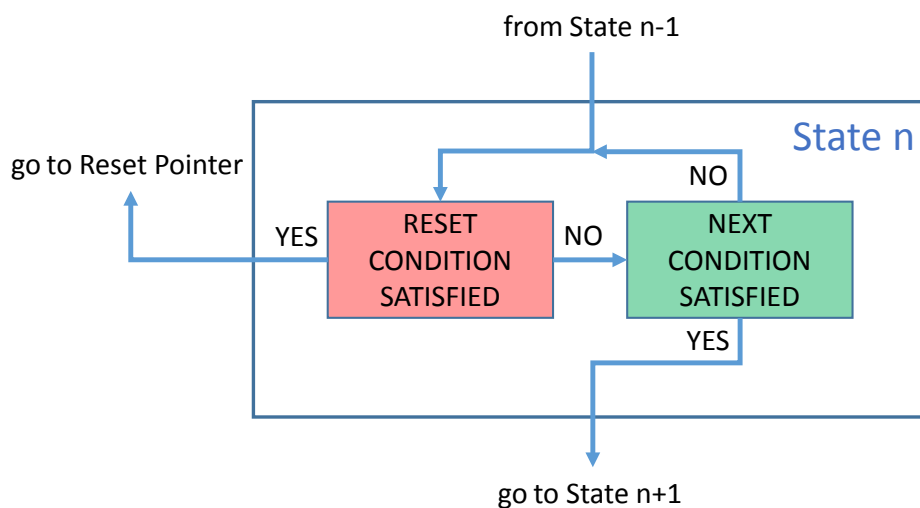 from State n-1
State n
go to Reset Pointer
NO
YES
RESET
CONDITION
SATISFIED
NO
NEXT
CONDITION
SATISFIED
YES
go to State n+1